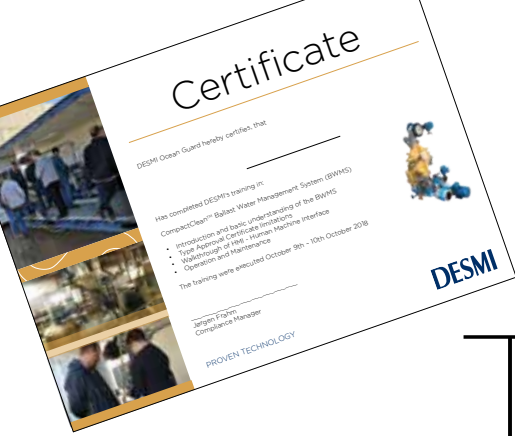 Certificate
DESMI Ocean Guard hereby certifies, that
Has completed DESMI's training in:
CompactClean™ Ballast Water Management System (BWMS)
• Introduction and basic understanding of the BWMS
• Type Approval Certificate limitations
• Walkthrough of HMI - Human Machine Interface
• Operation and Maintenance
The training were executed October 9th - 10th October 2018
Jørgen Frahm
Compliance Manager
PROVEN TECHNOLOGY
DESMI